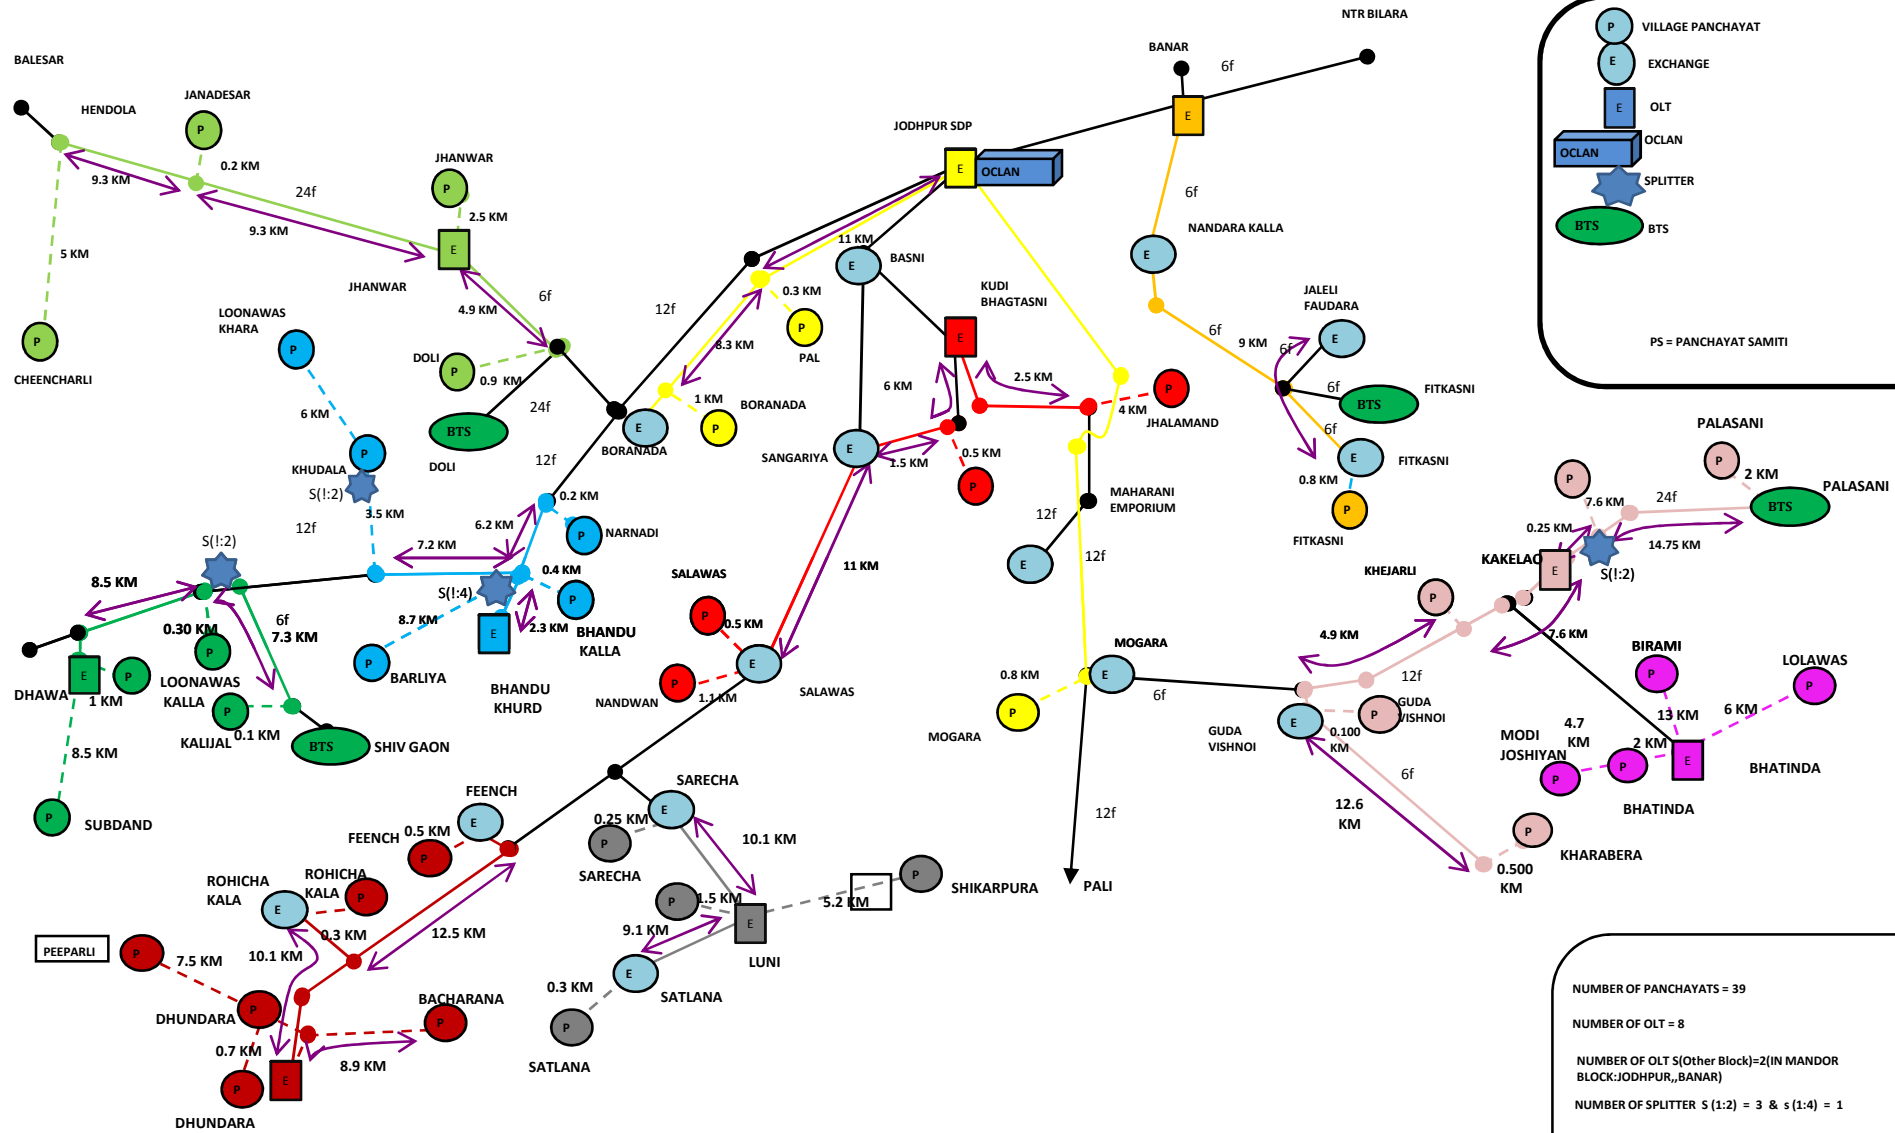 NTR BILARA
BANAR
6f
BALESAR
HENDOLA
JANADESAR
P
0.2 KM
9.3 KM
24f
9.3 KM
5 KM
P
CHEENCHARLI
JHANWAR
P
2.5 KM
E
JHANWAR
4.9 KM
6f
DOLI
P
0.9 KM
24f
BTS
DOLI
JODHPUR SDP
E
OCLAN
11 KM
12f
0.3 KM
P
PAL
8.3 KM
1 KM
BORANADA
P
E
BORANADA
12f
E
BASNI
KUDI
BHAGTASNI
E
6 KM
2.5 KM
4 KM
P
JHALAMAND
E
SANGARIYA
1.5 KM
0.5 KM
P
MAHARANI
EMPORIUM
12f
E
12f
E
6f
E
NANDARA KALLA
6f
9 KM
6f
JALELI
FAUDARA
E
6f
BTS
FITKASNI
6f
E
FITKASNI
0.8 KM
P
FITKASNI
P
VILLAGE PANCHAYAT
E
EXCHANGE
E
OLT
OCLAN
OCLAN
SPLITTER
BTS
BTS
PS = PANCHAYAT SAMITI
LOONAWAS
KHARA
P
6 KM
P
KHUDALA
S(!:2)
3.5 KM
12f
S(!:2)
7.2 KM
6.2 KM
0.2 KM
P
NARNADI
0.4 KM
P
BHANDU
KALLA
S(!:4)
8.7 KM
E
2.3 KM
BHANDU
KHURD
P
BARLIYA
8.5 KM
0.30 KM
6f
7.3 KM
P
LOONAWAS
KALLA
DHAWA
E
P
1 KM
P
KALIJAL
0.1 KM
BTS
SHIV GAON
8.5 KM
P
SUBDAND
SALAWAS
P
0.5 KM
11 KM
E
SALAWAS
P
NANDWAN
1.1 KM
MOGARA
E
0.8 KM
P
MOGARA
6f
12f
PALI
PALASANI
P
2 KM
24f
BTS
PALASANI
P
7.6 KM
0.25 KM
14.75 KM
KAKELAO
E
S(!:2)
KHEJARLI
P
4.9 KM
7.6 KM
12f
P
GUDA
VISHNOI
E
0.100
KM
GUDA
VISHNOI
6f
12.6
KM
P
KHARABERA
0.500
KM
BIRAMI
P
LOLAWAS
P
13 KM
6 KM
4.7
KM
MODI
JOSHIYAN
P
2 KM
P
E
BHATINDA
BHATINDA
SARECHA
E
0.25 KM
P
SARECHA
10.1 KM
P
1.5 KM
5.2 KM
P
SHIKARPURA
E
LUNI
9.1 KM
E
SATLANA
0.3 KM
P
SATLANA
FEENCH
E
FEENCH
0.5 KM
P
ROHICHA
KALA
E
ROHICHA
KALA
P
0.3 KM
12.5 KM
10.1 KM
PEEPARLI
P
7.5 KM
DHUNDARA
P
BACHARANA
P
8.9 KM
0.7 KM
P
E
DHUNDARA
NUMBER OF PANCHAYATS = 39
NUMBER OF OLT = 8
NUMBER OF OLT S(Other Block)=2(IN MANDOR
BLOCK:JODHPUR,,BANAR)
NUMBER OF SPLITTER S (1:2) = 3 & s (1:4) = 1